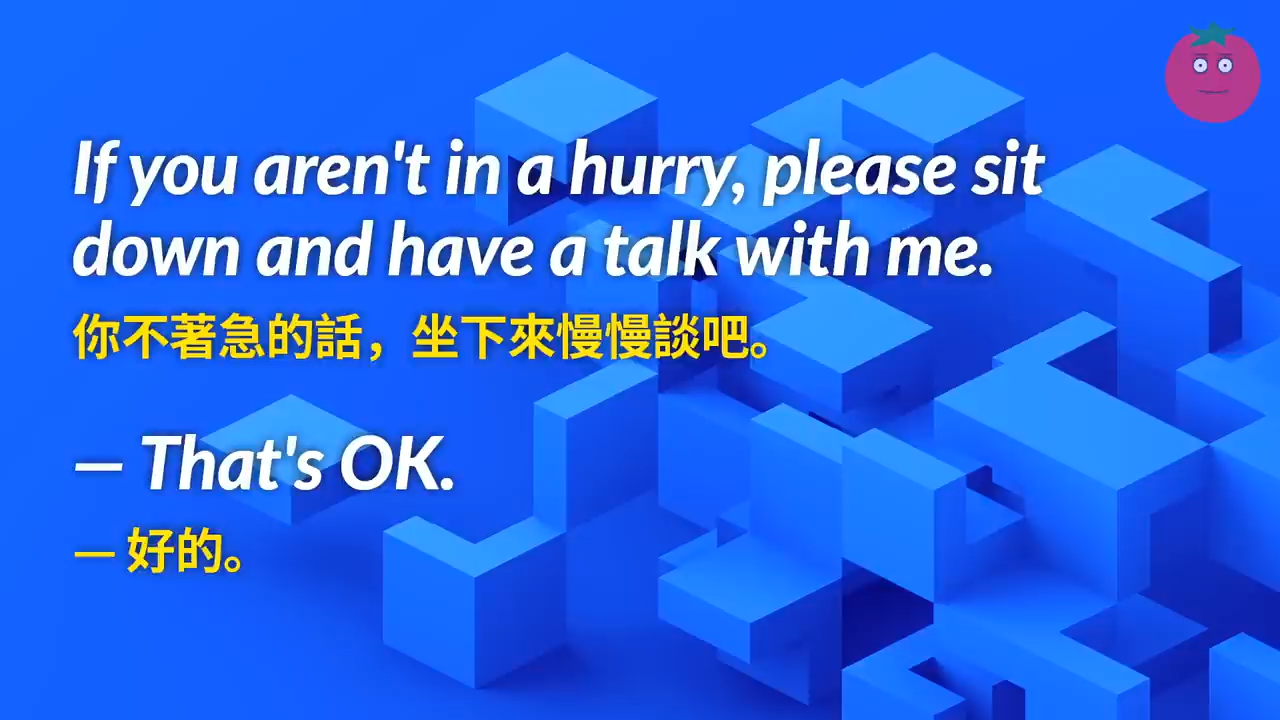 If you aren't in a hurry, please sit
down and have a talk with me.
你不著急的話，坐下來慢慢談吧。
— That's OK.
— 好的。